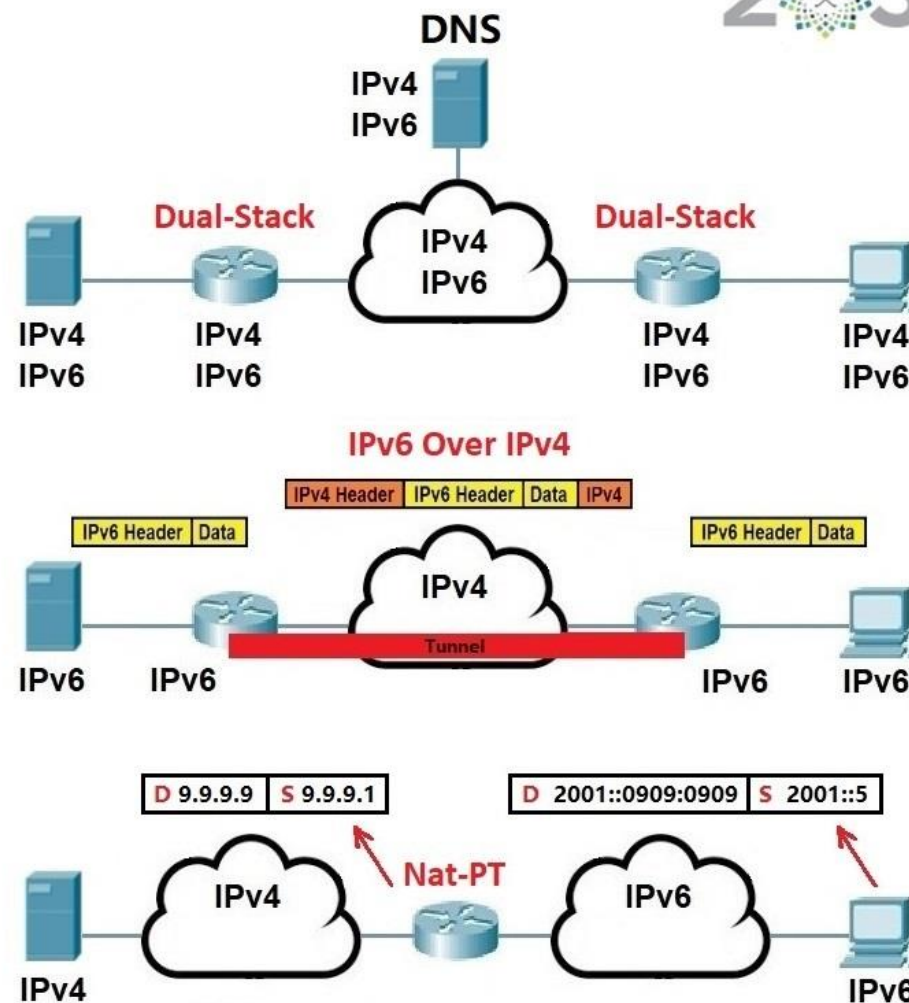 2 3
DNS
IPv4
IPv6
Dual-Stack
Dual-Stack
IPv4
IPv6
IPv4
IPv6
IPv4
IPv6
IPv4
IPv6
IPv4
IPv6
IPv6 Over IPv4
IPv4 Header IPv6 Header Data IPv4
IPv6 Header Data
IPv6 Header Data
IPv4
Tunnel
IPv6
IPv6
IPv6
IPv6
D 9.9.9.9 S 9.9.9.1
D 2001::0909:0909 S 2001::5
Nat-PT
IPv4
IPv6
IPv4
IPv6